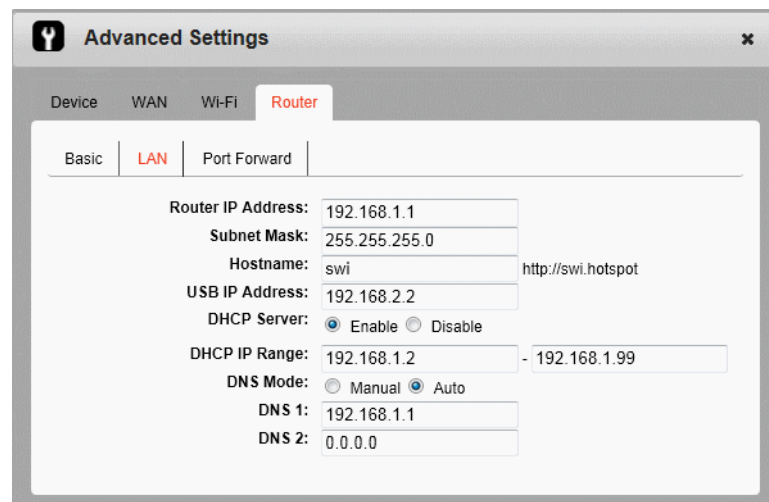 Advanced Settings
Device WAN Wi-Fi Router
Basic LAN Port Forward
Router IP Address: 192.168.1.1
Subnet Mask: 255.255.255.0
Hostname: swi http://swi.hotspot
USB IP Address: 192.168.2.2
DHCP Server: Enable Disable
DHCP IP Range: 192.168.1.2 - 192.168.1.99
DNS Mode: Manual Auto
DNS 1: 192.168.1.1
DNS 2: 0.0.0.0